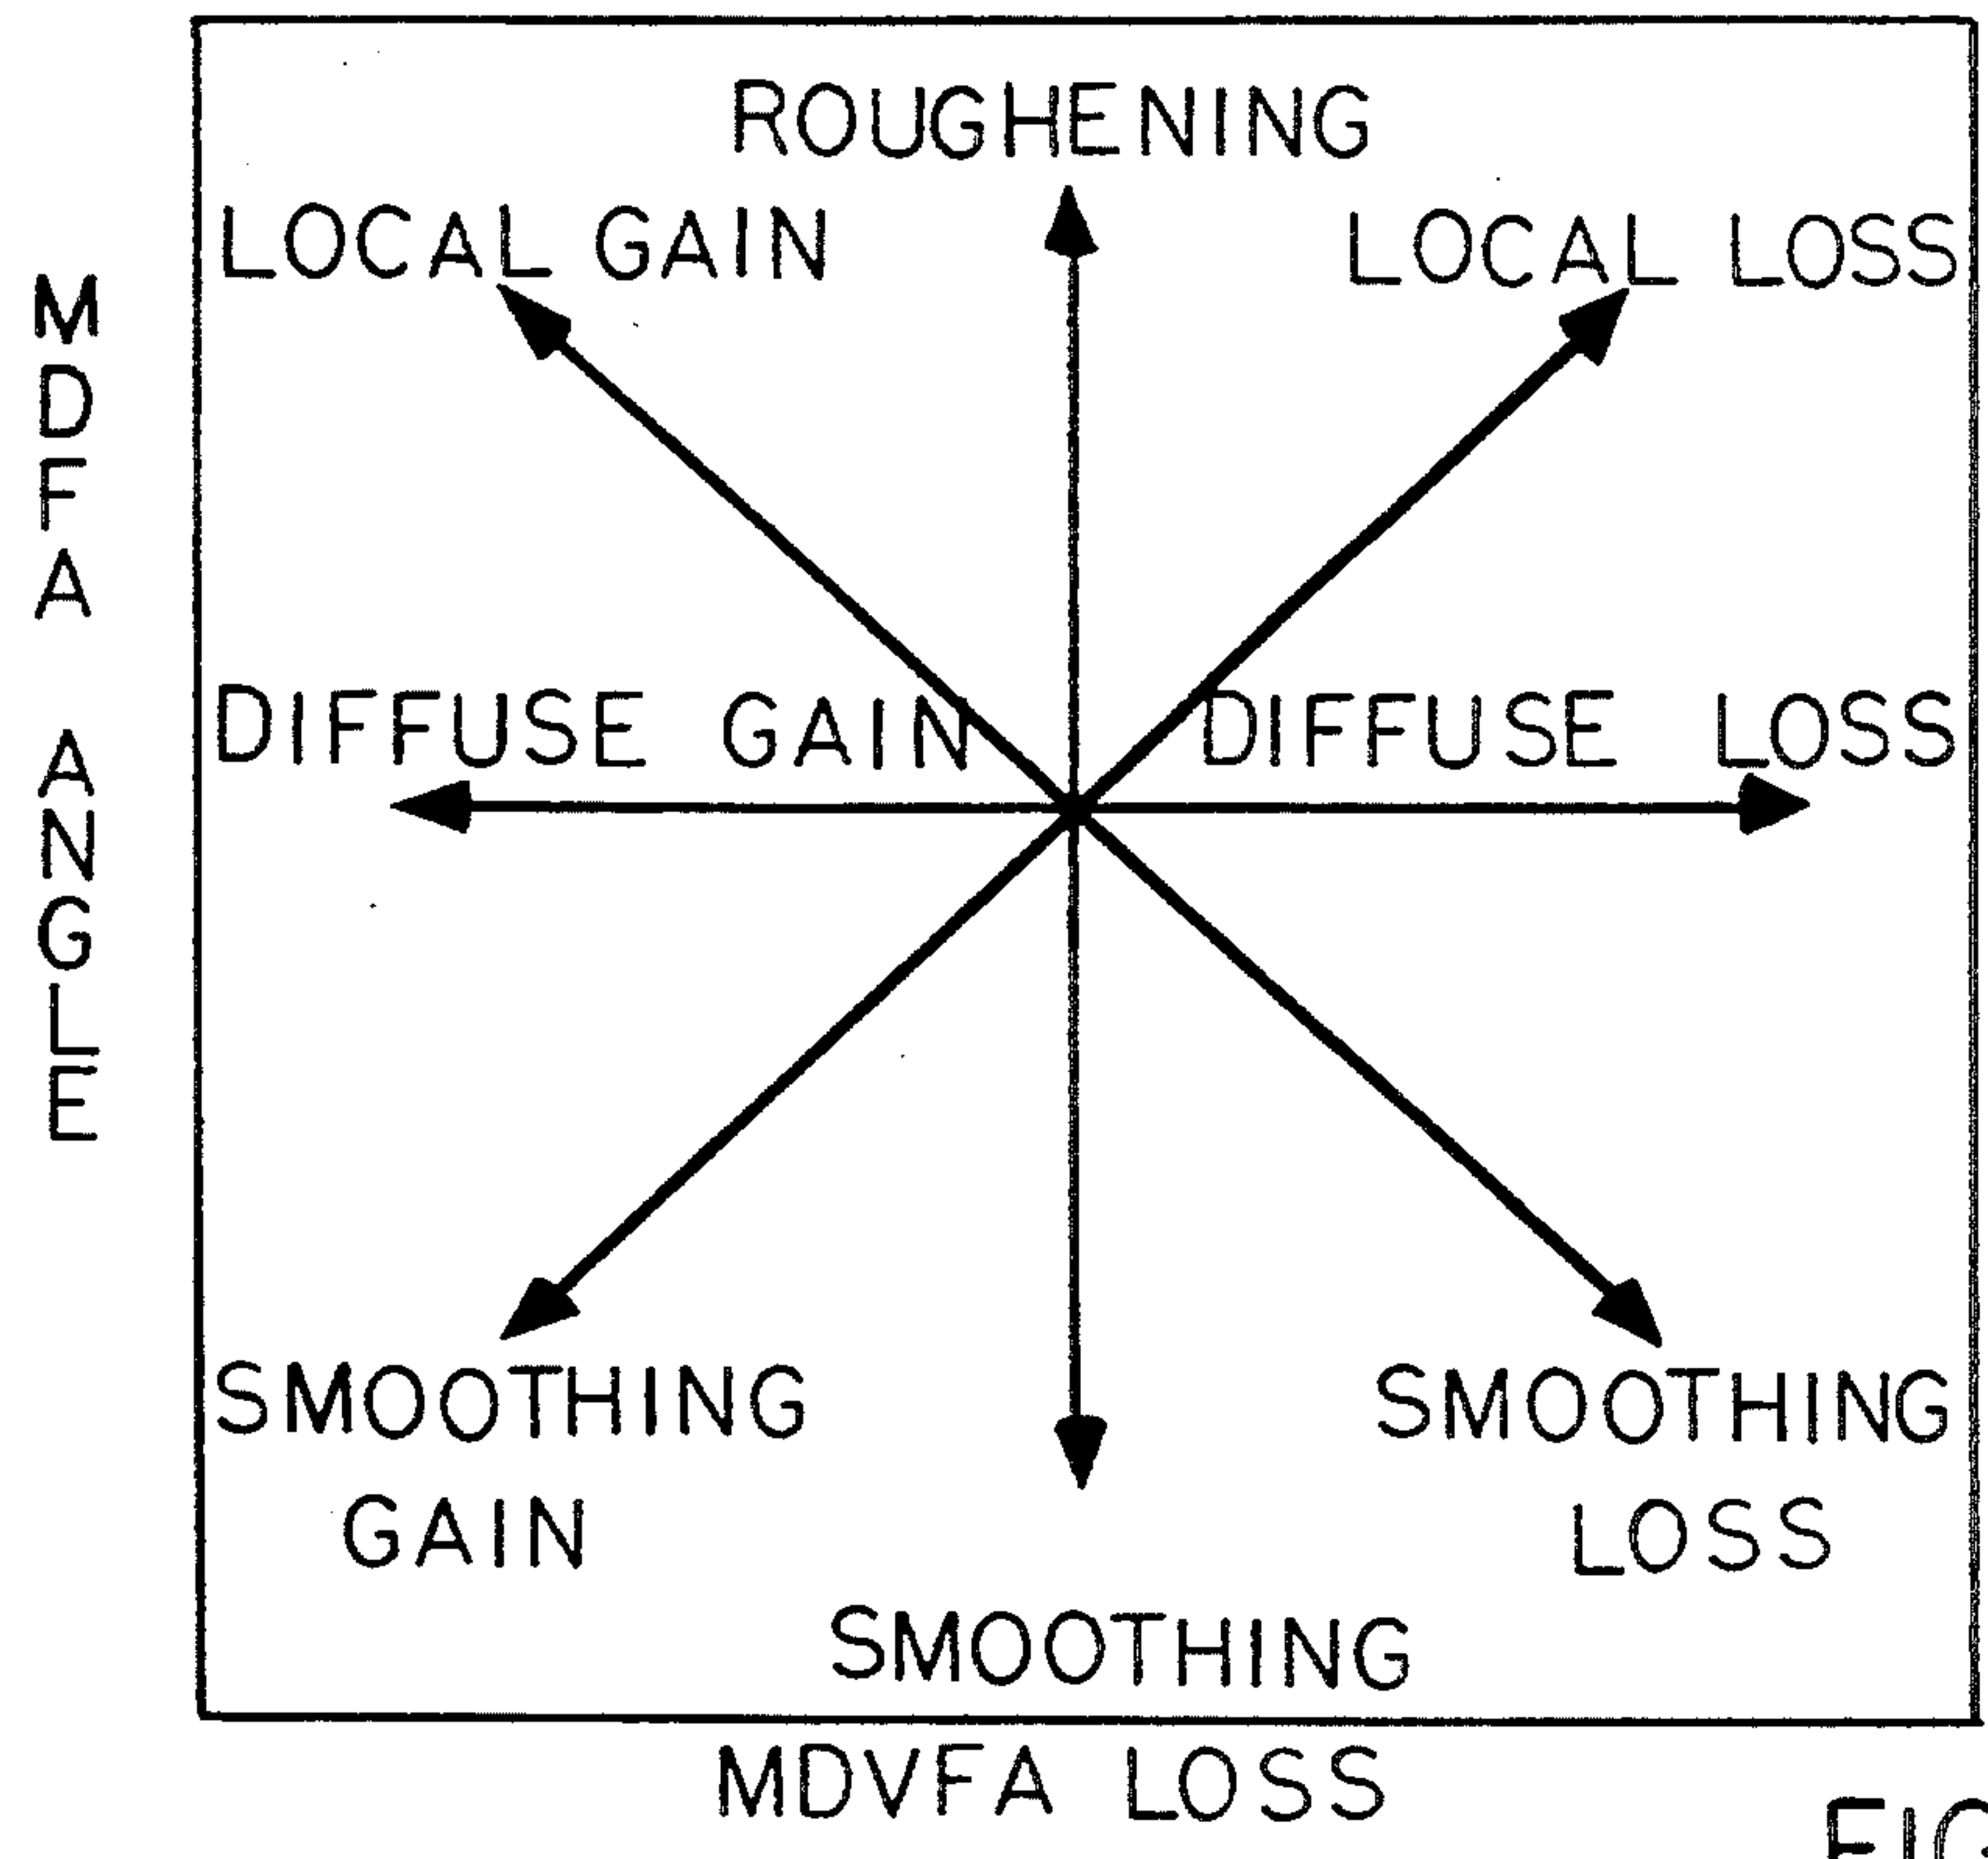 ROUGHENING
LOCAL GAIN
LOCAL LOSS
MDFA ANGLE
DIFFUSE GAIN
DIFFUSE LOSS
SMOOTHING
GAIN
SMOOTHING
LOSS
SMOOTHING
MDVFA LOSS